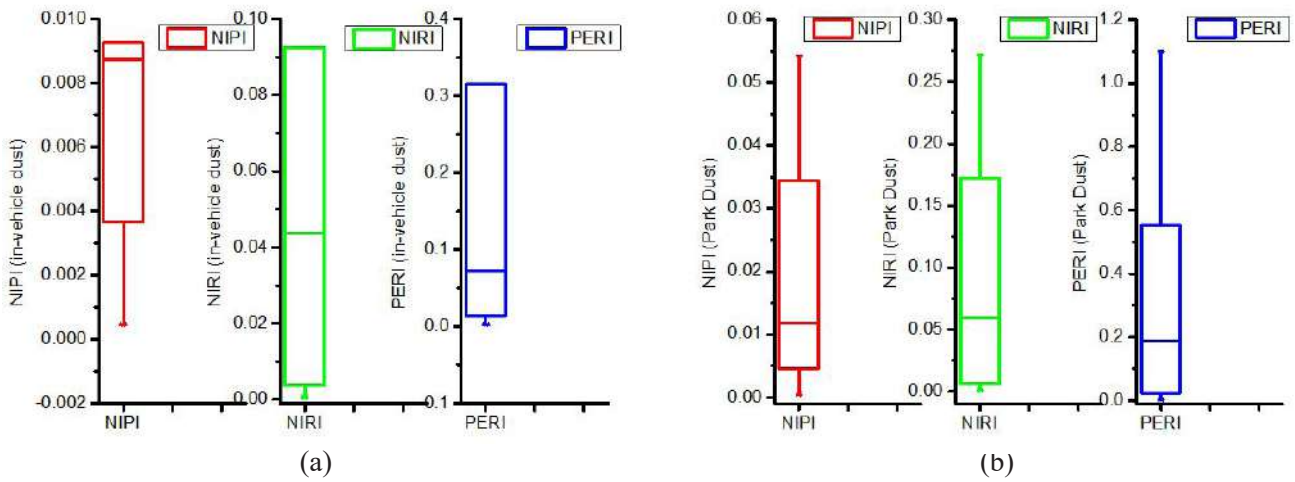 NIPI (in-vehicle dust)
0.010
0.008
0.006
0.004
0.002
0.000
-0.002
NIPI
NIPI
NIRI (in-vehicle dust)
0.10
0.08
0.06
0.04
0.02
0.00
NIRI
NIRI
PERI (in-vehicle dust)
0.4
0.3
0.2
0.1
0.0
0.1
PERI
PERI
(a)
NIPI (Park Dust)
0.06
0.05
0.04
0.03
0.02
0.01
0.00
NIPI
NIPI
NIRI (Park Dust)
0.30
0.25
0.20
0.15
0.10
0.05
0.00
NIRI
NIRI
PERI (Park Dust)
1.2
1.0
0.8
0.6
0.4
0.2
0.0
PERI
PERI
(b)